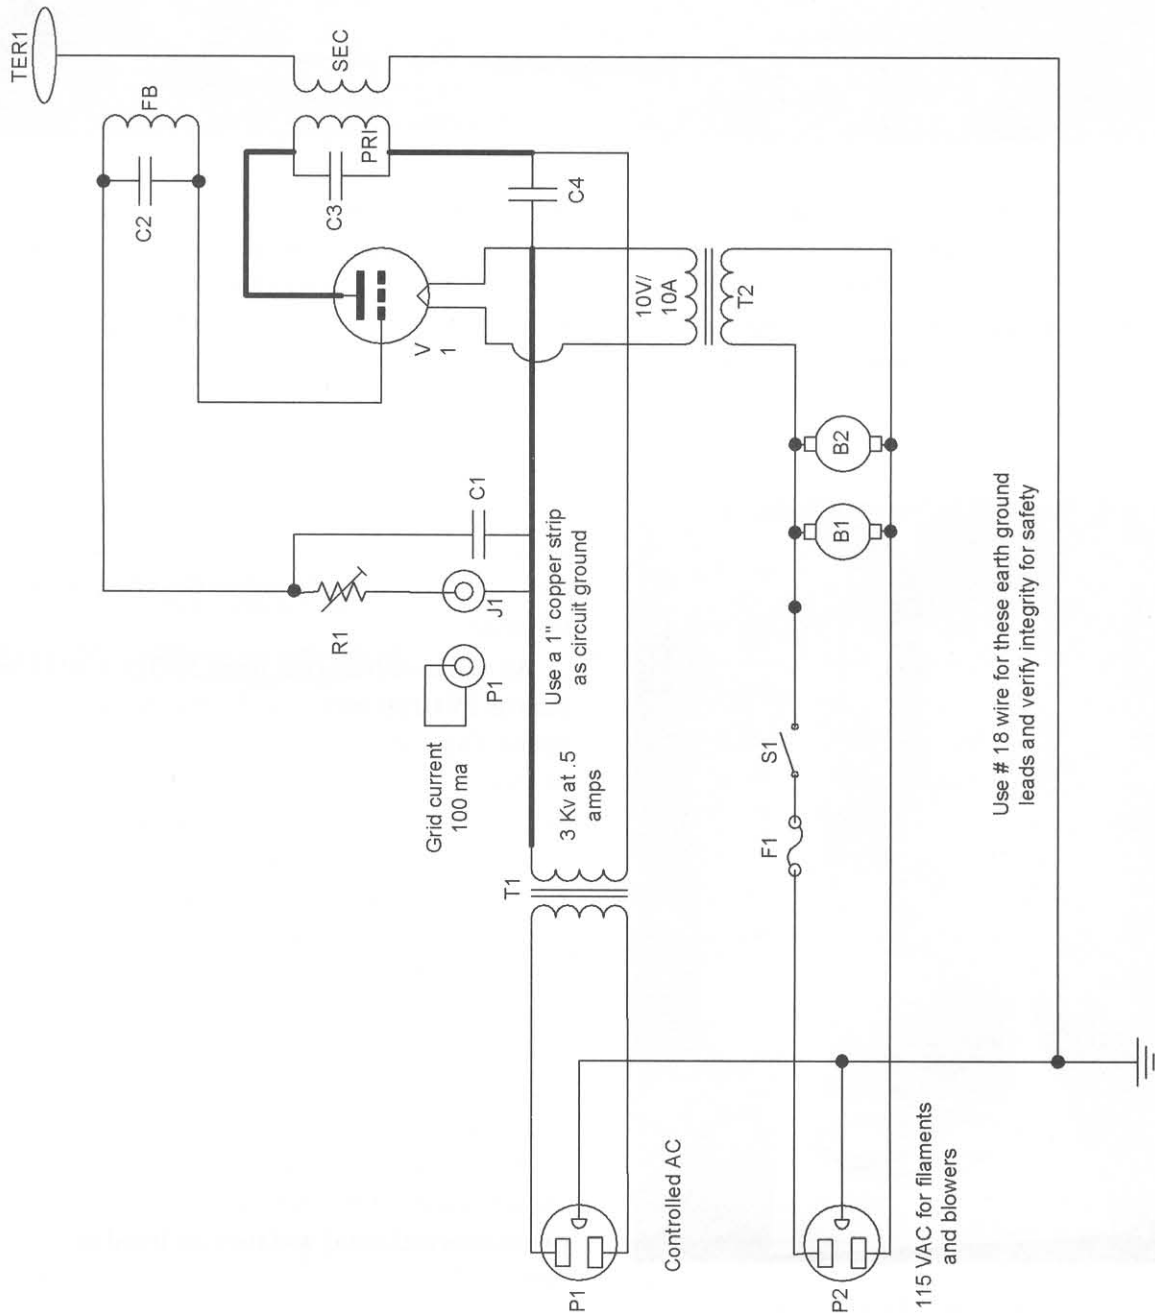 TER1
SEC
FB
PRI
C2
C3
C4
V
1
10V/
10A
T2
C1
R1
J1
P1
Grid current
100 ma
Use a 1" copper strip
as circuit ground
3 Kv at .5
amps
T1
B2
B1
S1
F1
Use # 18 wire for these earth ground
leads and verify integrity for safety
P1
Controlled AC
P2
115 VAC for filaments
and blowers